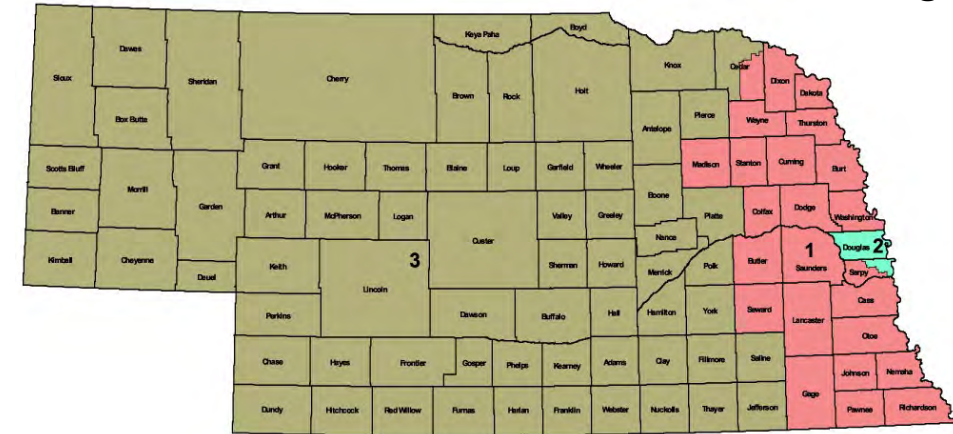 Keya Paha Boyd
Dawes Knox Cedar
Sioux Sheridan Cherry Brown Rock Holt Dixon
Dakota
Box Butte Pierce Wayne Thurston
Antelope
Scotts Bluff Grant Hooker Thomas Blaine Loup Garfield Wheeler Madison Stanton Cuming Burt
Morrill Garden Boone
Banner Arthur McPherson Logan Custer Valley Greeley Platte Colfax Dodge Washington
Nance
Kimball Cheyenne Keith 3 Sherman Howard Polk Butler 1 Douglas 2
Deuel Lincoln Merrick Saunders Sarpy
Perkins Dawson Buffalo Hall Hamilton York Seward Lancaster Cass
Otoe
Chase Hayes Frontier Gosper Phelps Kearney Adams Clay Fillmore Saline
Johnson Nemaha
Dundy Hitchcock Red Willow Furnas Harlan Franklin Webster Nuckolls Thayer Jefferson Gage Pawnee Richardson